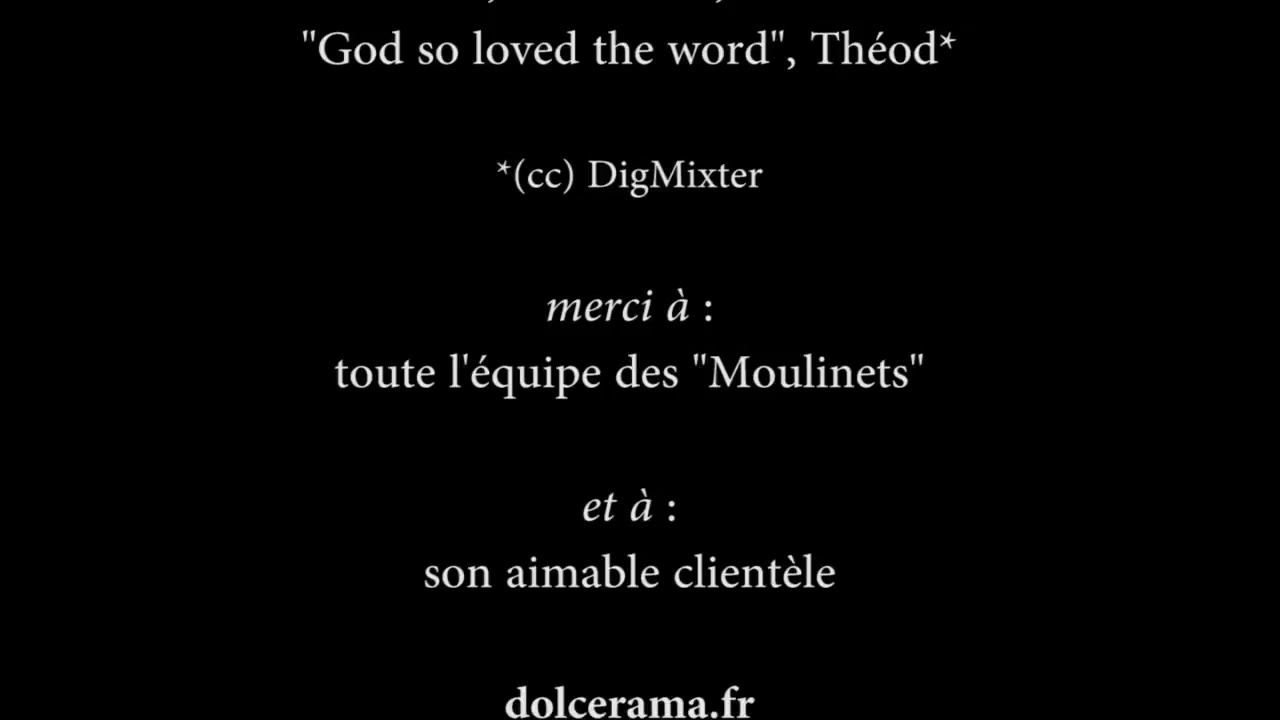 "God so loved the word", Théod*
*(cc) DigMixter
merci à :
toute l'équipe des "Moulinets"
et à :
son aimable clientèle
dolcerama.fr